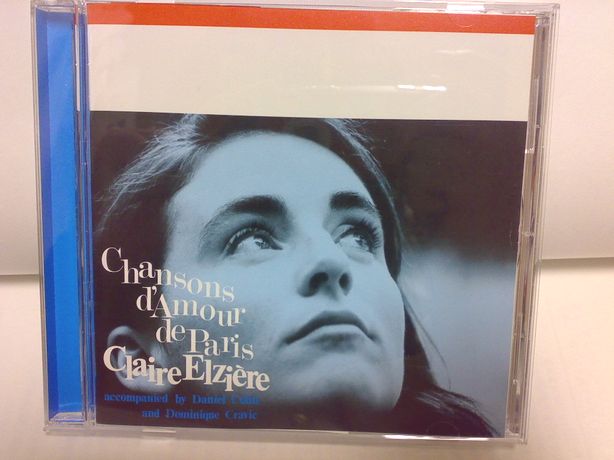 Chansons
d'Amour
de Paris
Claire Elzière
accompanied by Daniel Colin
and Dominique Cravic